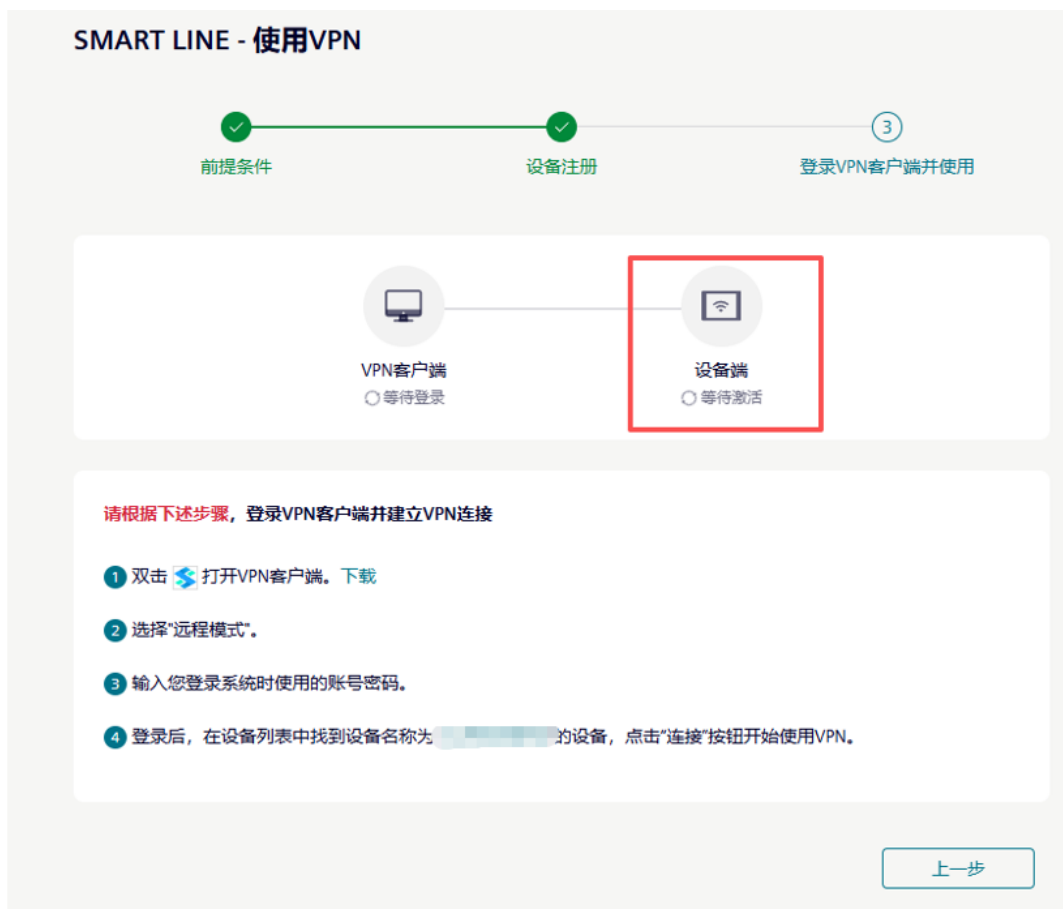 SMART LINE - 使用VPN
3
前提条件
设备注册
登录VPN客户端并使用
VPN客户端
设备端
等待登录
等待激活
请根据下述步骤，登录VPN客户端并建立VPN连接
1 双击 打开VPN客户端。下载
2 选择"远程模式"。
3 输入您登录系统时使用的账号密码。
4 登录后，在设备列表中找到设备名称为 的设备，点击"连接"按钮开始使用VPN。
上一步